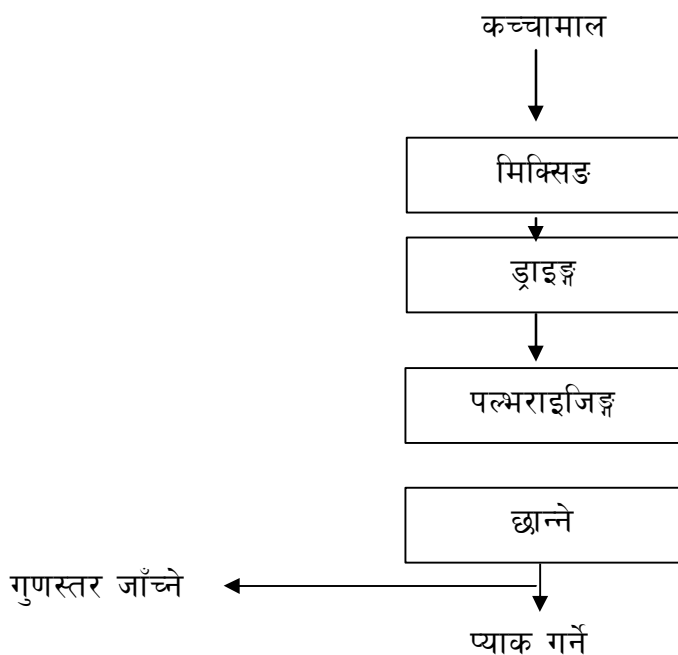 कच्चामाल
मिक्सिङ
ड्राइङ्ग
पल्भराइजिङ्ग
छान्ने
गुणस्तर जाँच्ने
प्याक गर्ने